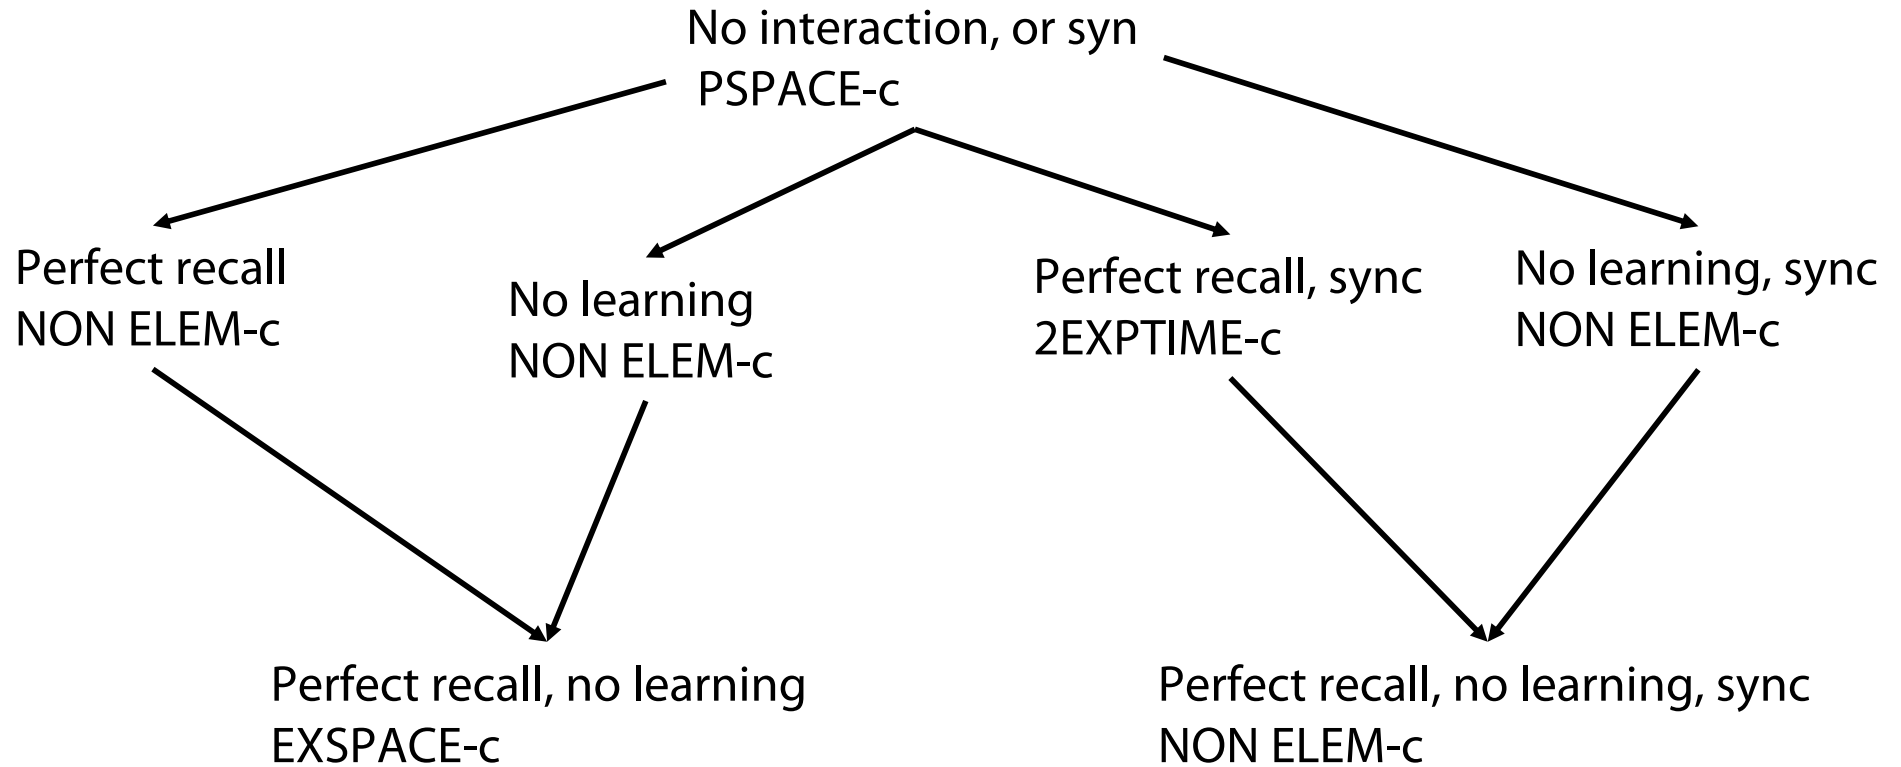 No interaction, or syn
PSPACE-c
Perfect recall
NON ELEM-c
No learning
NON ELEM-c
Perfect recall, sync
2EXPTIME-c
No learning, sync
NON ELEM-c
Perfect recall, no learning
EXSPACE-c
Perfect recall, no learning, sync
NON ELEM-c